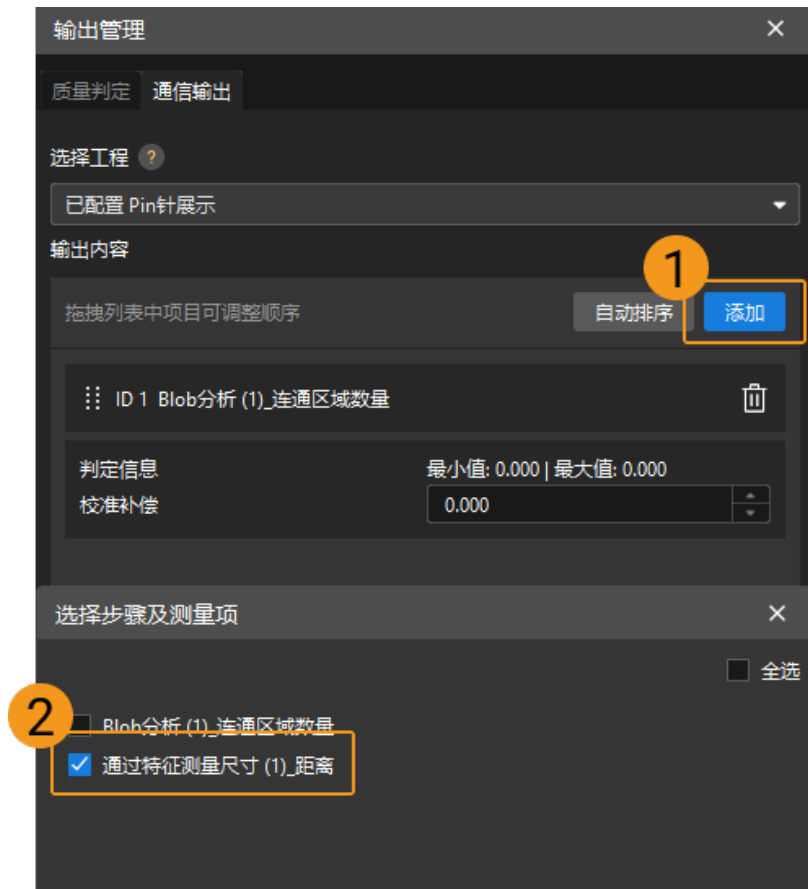 输出管理
质量判定 通信输出
选择工程 ?
已配置 Pin针展示
输出内容
1
拖拽列表中项目可调整顺序 自动排序 添加
ID 1 Blob分析 (1)_连通区域数量
判定信息 最小值: 0.000 | 最大值: 0.000
校准补偿 0.000
选择步骤及测量项
全选
2
Blob分析 (1)_连通区域数量
通过特征测量尺寸 (1)_距离